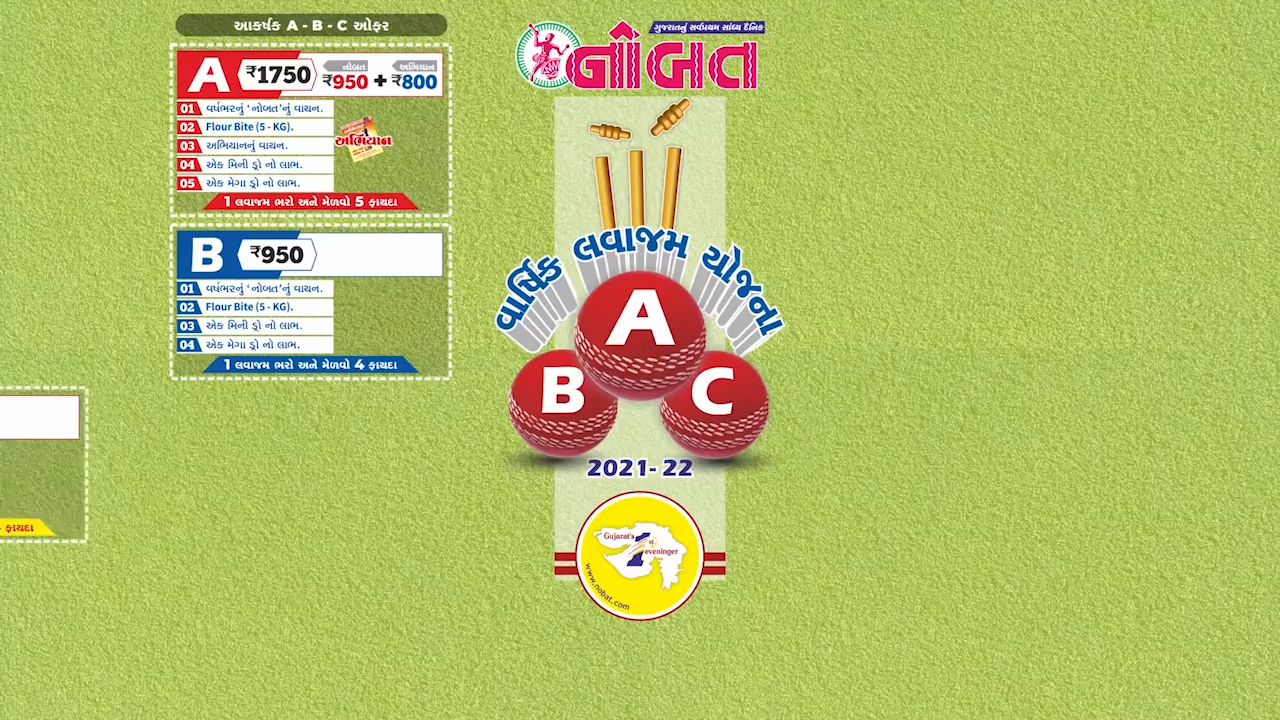 આકર્ષક A - B - C ઓફર
A ₹1750 નોબત ₹950 + અભિયાન ₹800
01 વર્ષભરનું 'નોબત'નું વાચન.
02 Flour Bite (5 - KG).
03 અભિયાનનું વાચન.
04 એક મિની ડ્રો નો લાભ.
05 એક મેગા ડ્રો નો લાભ.
અભિયાન
1 લવાજમ ભરો અને મેળવો 5 ફાયદા
B ₹950
01 વર્ષભરનું 'નોબત'નું વાચન.
02 Flour Bite (5 - KG).
03 એક મિની ડ્રો નો લાભ.
04 એક મેગા ડ્રો નો લાભ.
1 લવાજમ ભરો અને મેળવો 4 ફાયદા
ફાયદા
ગુજરાતનું સર્વપ્રથમ સાંધ્ય દૈનિક
નોબત
વાર્ષિક લવાજમ યોજના
A
B C
2021- 22
Gujarat's 1st eveninger
www.nobat.com